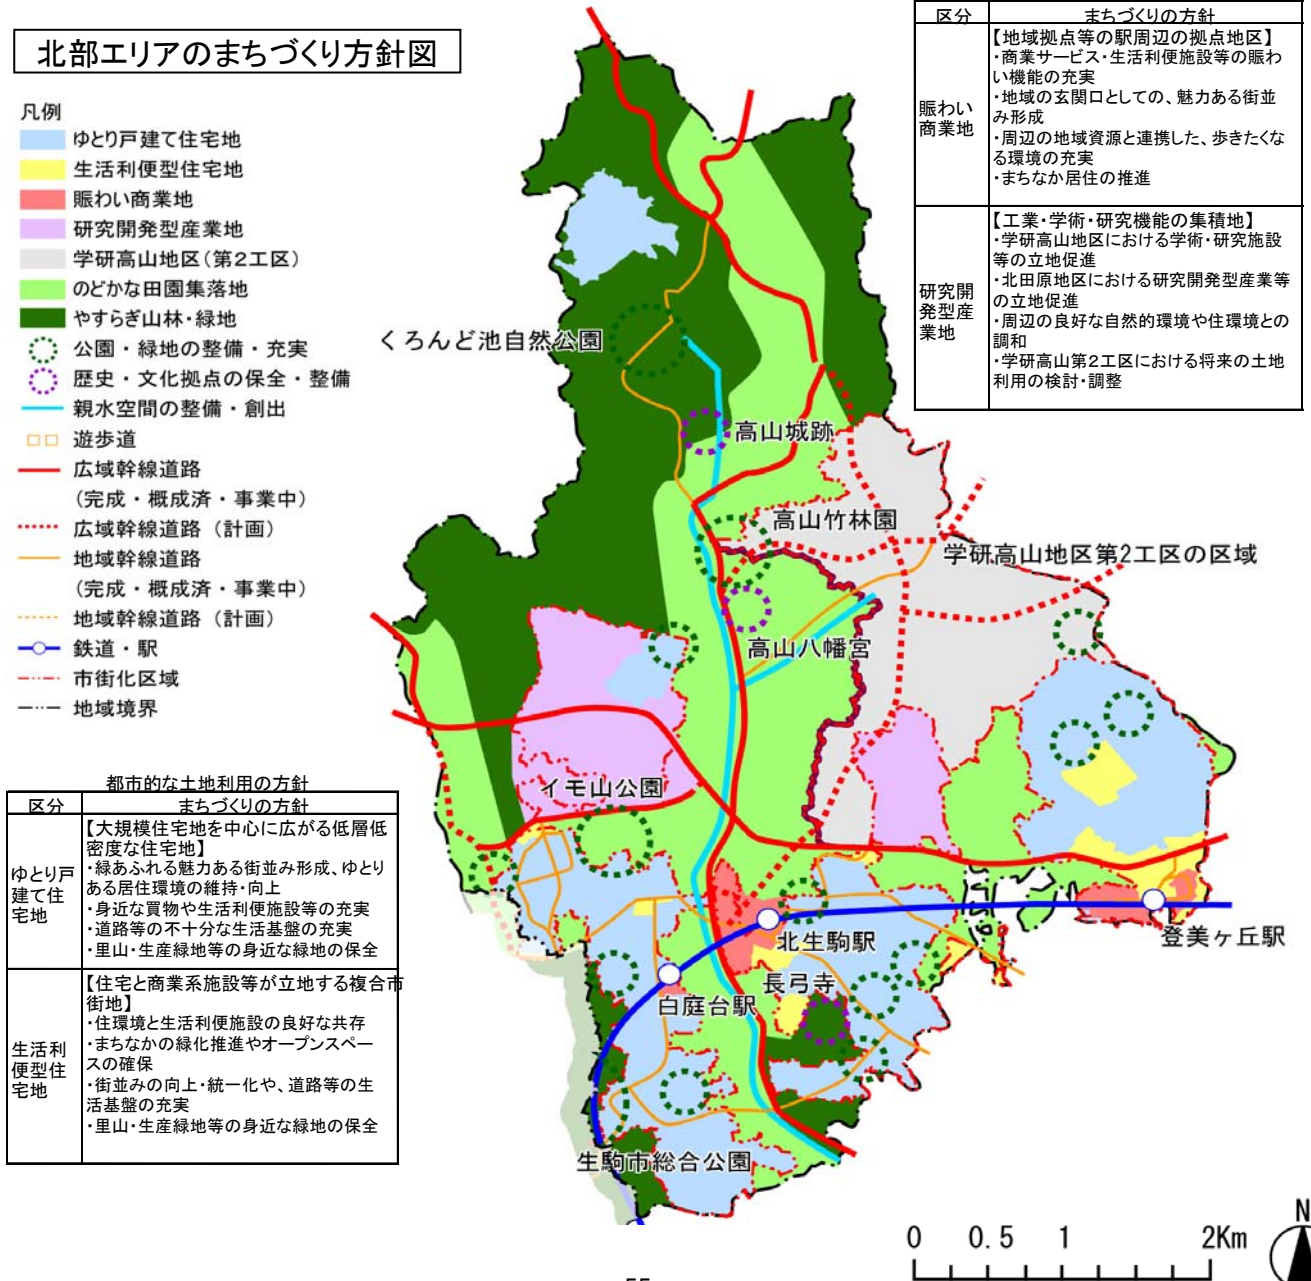 北部エリアのまちづくり方針図
凡例
ゆとり戸建て住宅地
生活利便型住宅地
賑わい商業地
研究開発型産業地
学研高山地区(第2工区)
のどかな田園集落地
やすらぎ山林・緑地
公園・緑地の整備・充実
歴史・文化拠点の保全・整備
親水空間の整備・創出
遊歩道
広域幹線道路
(完成・概成済・事業中)
広域幹線道路(計画)
地域幹線道路
(完成・概成済・事業中)
地域幹線道路(計画)
鉄道・駅
市街化区域
地域境界
都市的な土地利用の方針
区分
まちづくりの方針
ゆとり戸
建て住
宅地
【大規模住宅地を中心に広がる低層低
密度な住宅地】
・緑あふれる魅力ある街並み形成、ゆとり
ある居住環境の維持・向上
・身近な買物や生活利便施設等の充実
・道路等の不十分な生活基盤の充実
・里山・生産緑地等の身近な緑地の保全
生活利
便型住
宅地
【住宅と商業系施設等が立地する複合市
街地】
・住環境と生活利便施設の良好な共存
・まちなかの緑化推進やオープンスペー
スの確保
・街並みの向上・統一化や、道路等の生
活基盤の充実
・里山・生産緑地等の身近な緑地の保全
区分
まちづくりの方針
賑わい
商業地
【地域拠点等の駅周辺の拠点地区】
・商業サービス・生活利便施設等の賑わ
い機能の充実
・地域の玄関口としての、魅力ある街並
み形成
・周辺の地域資源と連携した、歩きたくな
る環境の充実
・まちなか居住の推進
研究開
発型産
業地
【工業・学術・研究機能の集積地】
・学研高山地区における学術・研究施設
等の立地促進
・北田原地区における研究開発型産業等
の立地促進
・周辺の良好な自然的環境や住環境との
調和
・学研高山第2工区における将来の土地
利用の検討・調整
くろんど池自然公園
高山城跡
高山竹林園
学研高山地区第2工区の区域
高山八幡宮
イモ山公園
北生駒駅
登美ヶ丘駅
長弓寺
白庭台駅
生駒市総合公園
0 0.5 1 2Km
N